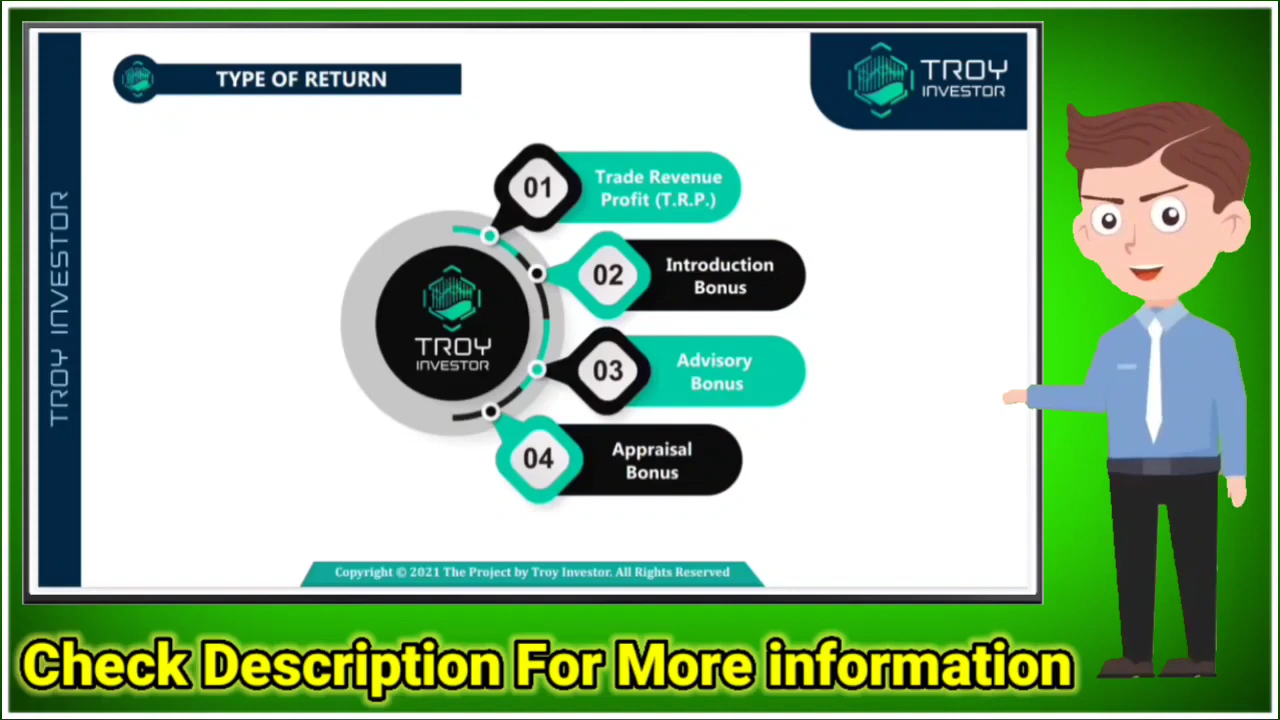 TYPE OF RETURN
TROY
INVESTOR
TROY INVESTOR
01
Trade Revenue
Profit (T.R.P.)
02
Introduction
Bonus
TROY
INVESTOR
03
Advisory
Bonus
04
Appraisal
Bonus
Copyright © 2021 The Project by Troy Investor. All Rights Reserved
Check Description For More information